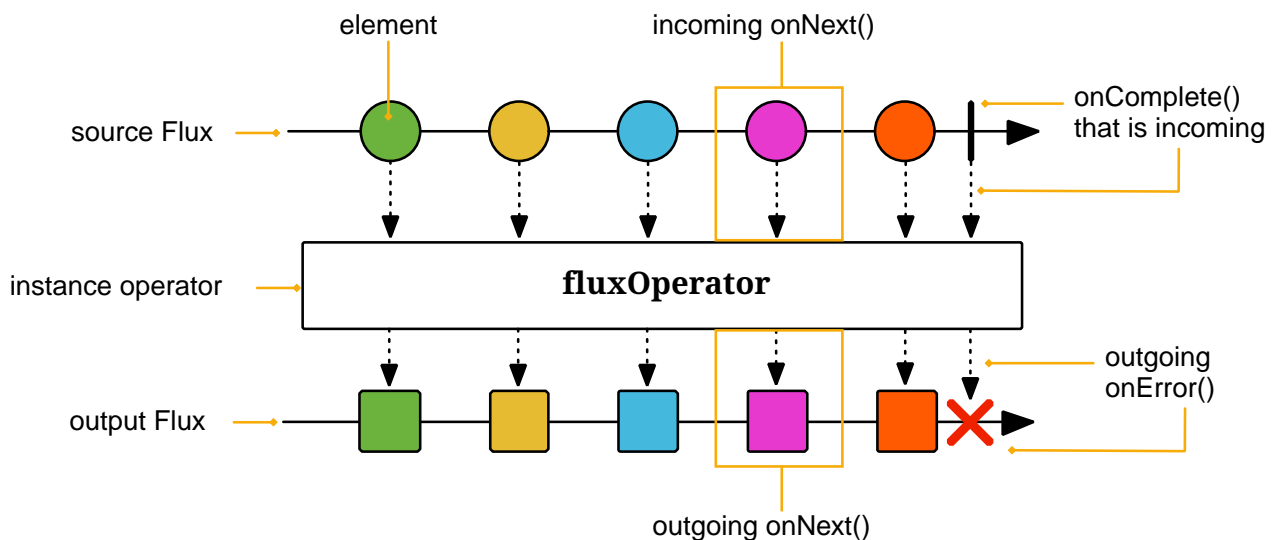 element
incoming onNext()
source Flux
onComplete()
that is incoming
instance operator
fluxOperator
output Flux
outgoing
onError()
outgoing onNext()